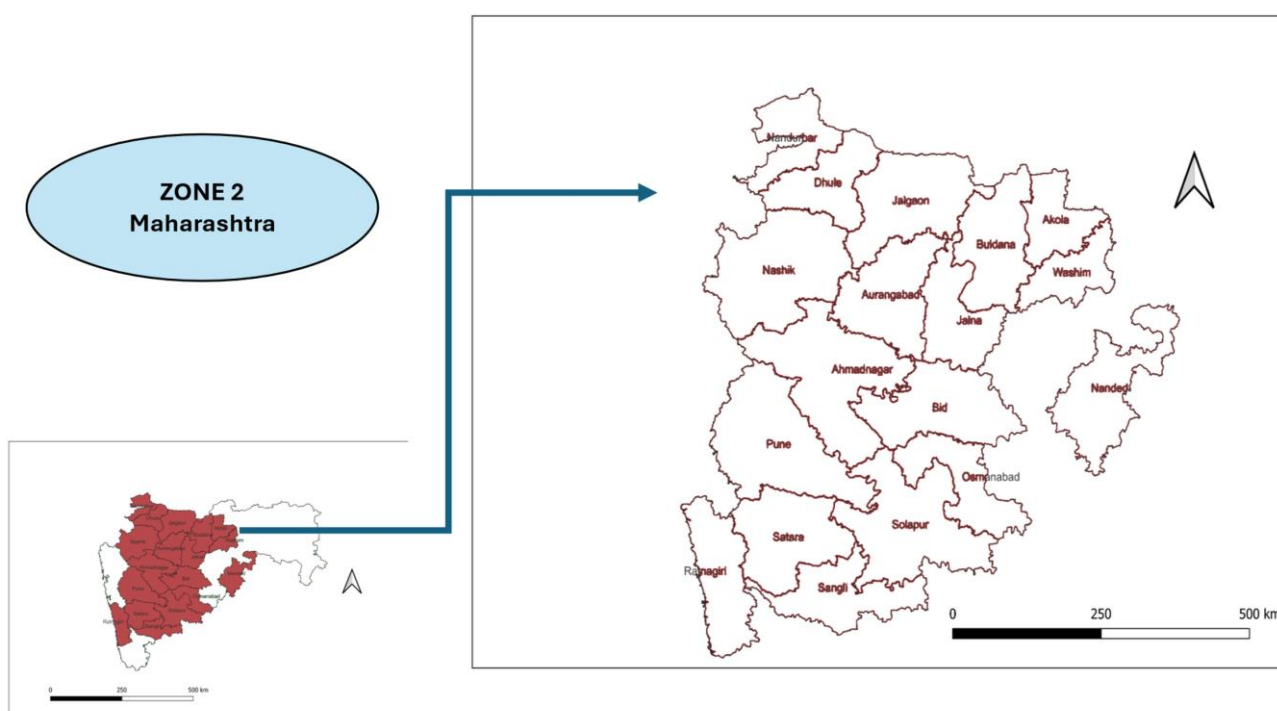 ZONE 2
Maharashtra
Nandurbar
Dhule
Jalgaon
Akola
Buldana
Washim
Nashik
Aurangabad
Jalna
Ahmadnagar
Nanded
Bid
Pune
Osmanabad
Solapur
Satara
Ratnagiri
Sangli
0 250 500 km
0 250 500 km